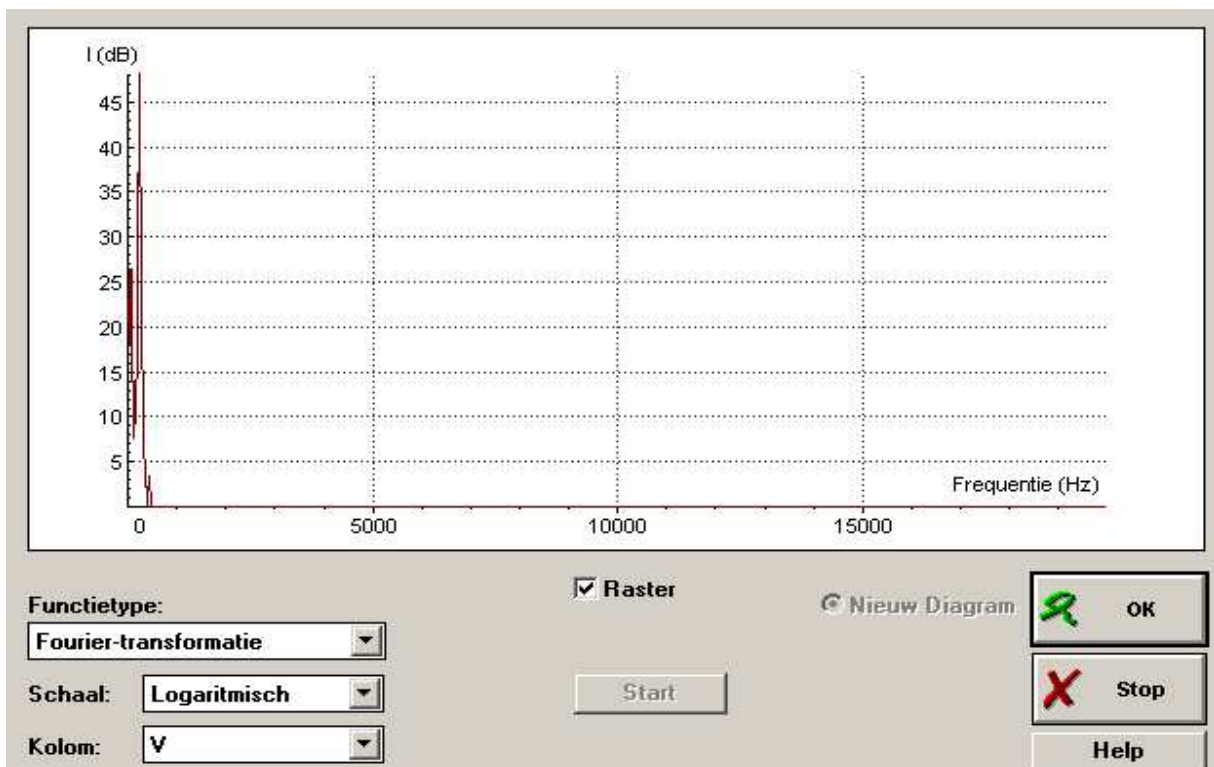 I (dB)
45
40
35
30
25
20
15
10
5
Frequentie (Hz)
0 5000 10000 15000
Functietype:
Fourier-transformatie
Schaal: Logaritmisch
Kolom: V
Raster
Nieuw Diagram
Start
OK
Stop
Help